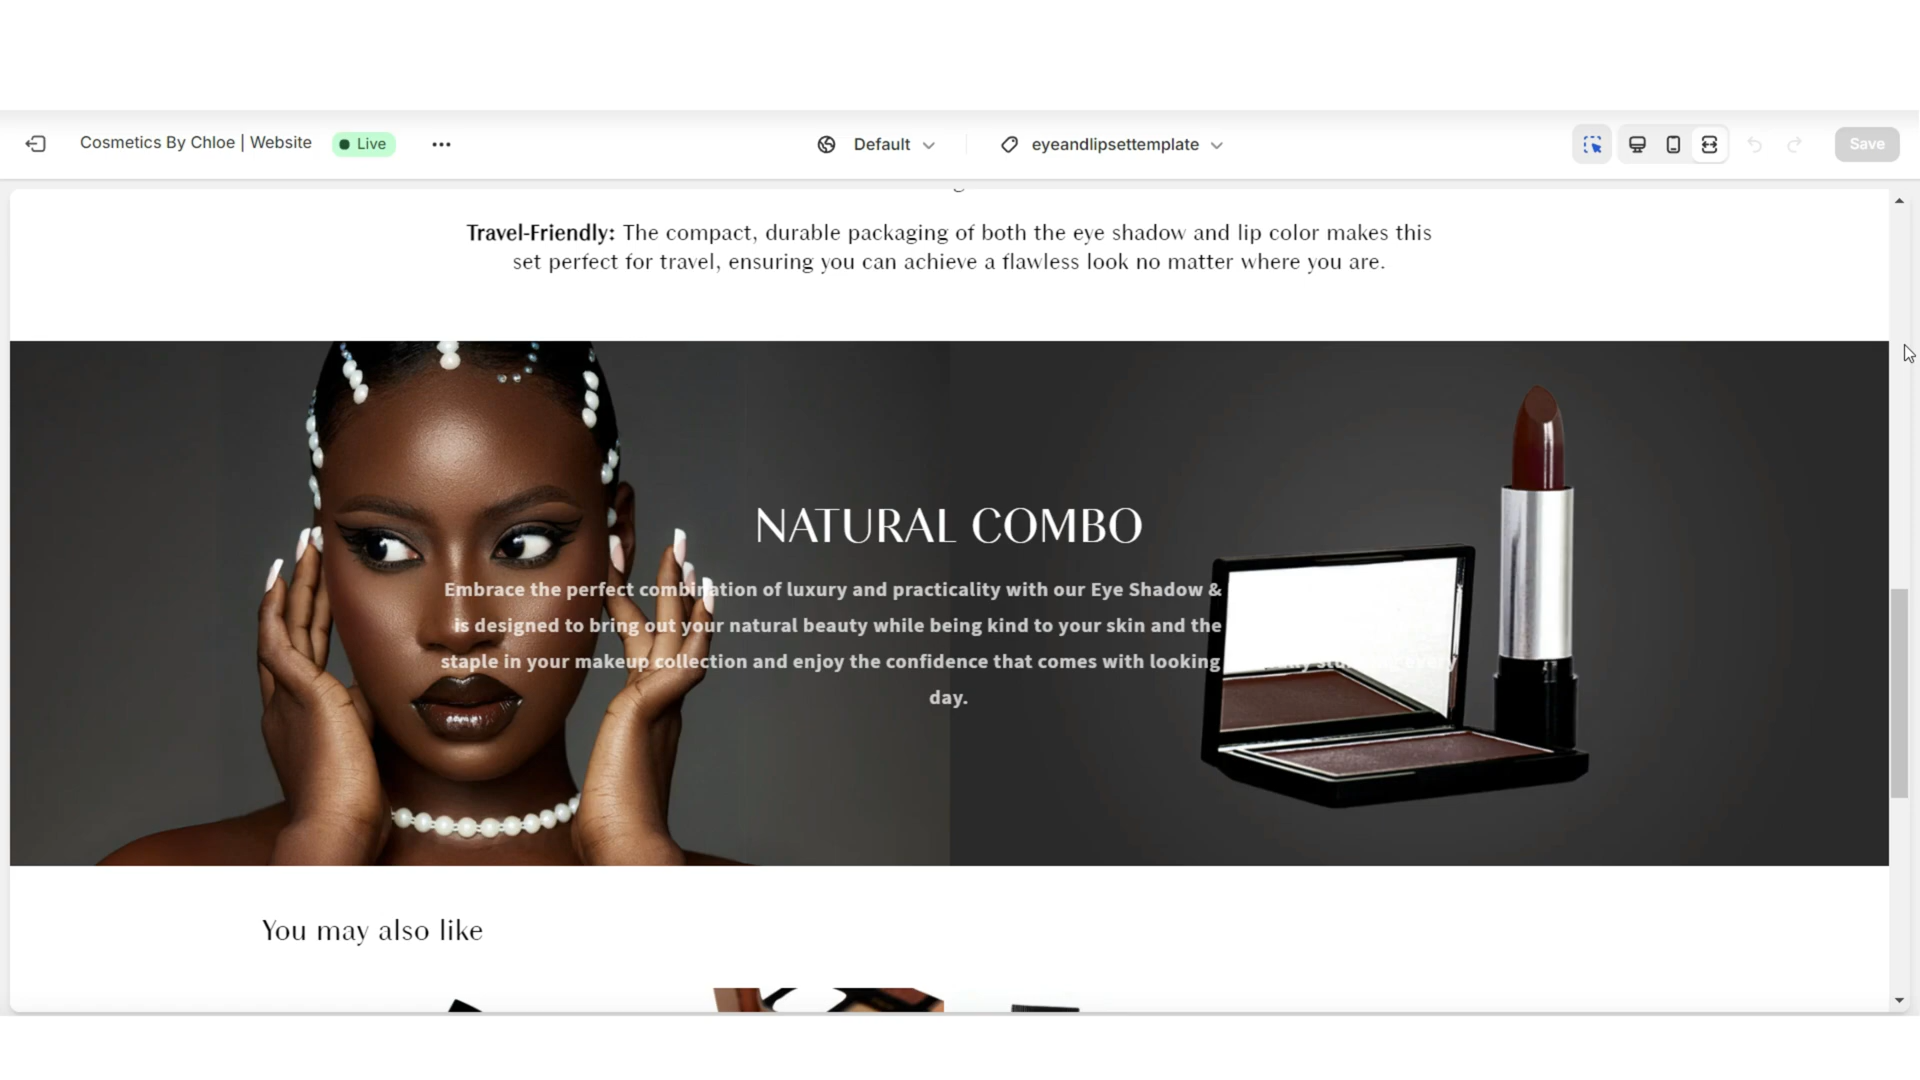 Cosmetics By Chloe | Website
Live
Default
eyeandlipsettemplate
Save
Travel-Friendly: The compact, durable packaging of both the eye shadow and lip color makes this
set perfect for travel, ensuring you can achieve a flawless look no matter where you are.
NATURAL COMBO
Embrace the perfect combination of luxury and practicality with our Eye Shadow &
is designed to bring out your natural beauty while being kind to your skin and the
staple in your makeup collection and enjoy the confidence that comes with looking every
day.
You may also like